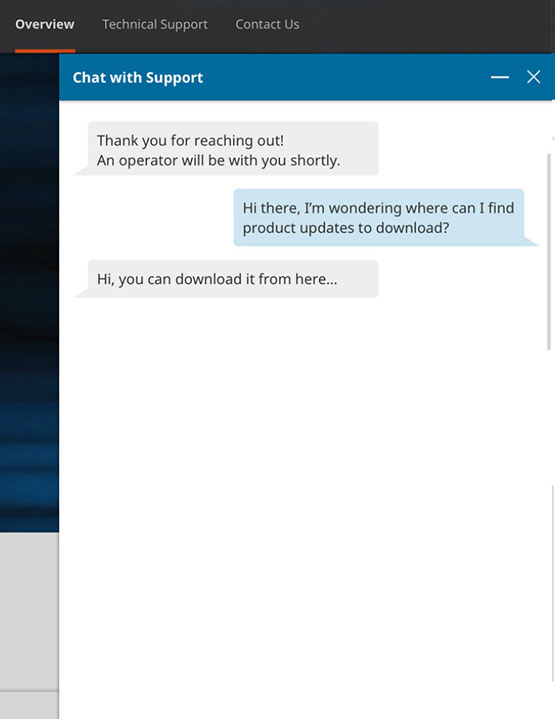 Overview Technical Support Contact Us
Chat with Support
Thank you for reaching out!
An operator will be with you shortly.
Hi there, I’m wondering where can I find
product updates to download?
Hi, you can download it from here...